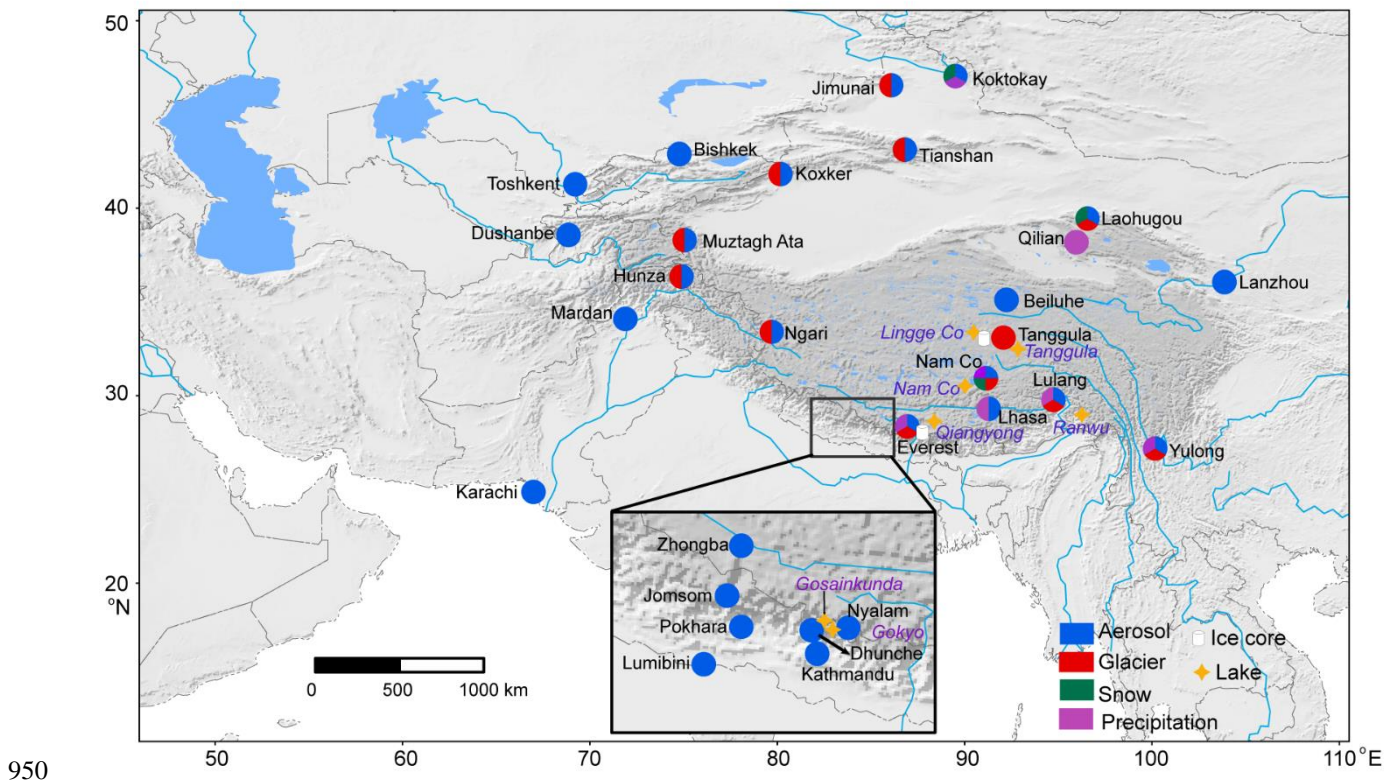 50
Koktokay
Jimunai
Tianshan
Bishkek
Koxker
Toshkent
40
Laohugou
Dushanbe
Qilian
Muztagh Ata
Hunza
Lanzhou
Beiluhe
Mardan
Ngari
Lingge Co
Tanggula
Tanggula
Nam Co
Lulang
30
Nam Co
Lhasa
Ranwu
Qiangyong
Everest
Yulong
Karachi
Zhongba
20
°N
Gosainkunda
Jomsom
Nyalam
Pokhara
Gokyo
Dhunche
Lumibini
Kathmandu
Aerosol
Ice core
Glacier
Lake
Snow
Precipitation
0 500 1000 km
50 60 70 80 90 100 110 °E
950